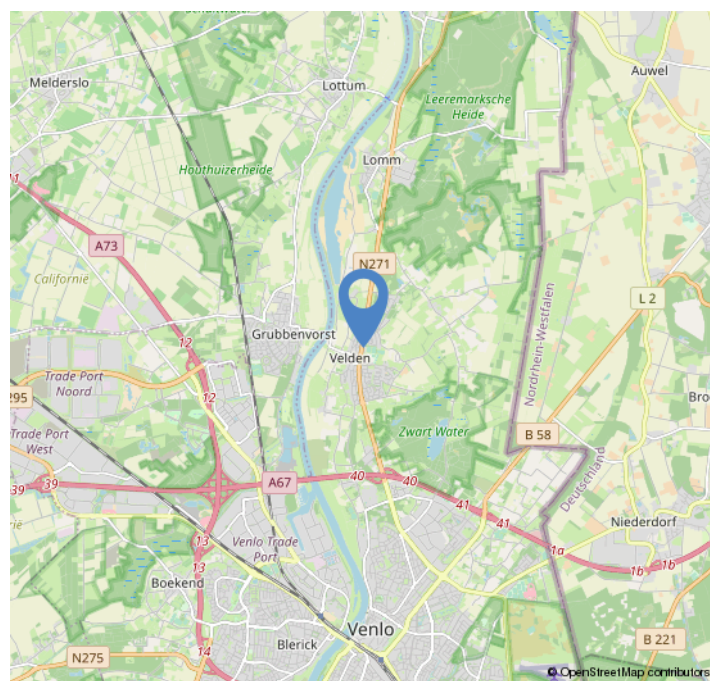 Melderslo
Lottum
Auwel
Leeremarksche
Heide
Lomm
Houthuizerheide
A73
N271
Californië
L 2
Grubbenvorst
12
Velden
Nordrhein-Westfalen
Trade Port
Noord
12
295
Bro
Trade Port
West
Zwart Water
B 58
A67
40
40
39
39
41
41
Deutschland
Niederdorf
13
Venlo Trade
Port
1a
1b
1b
13
Boekend
Venlo
Blerick
14
B 221
N275
© OpenStreetMap contributors